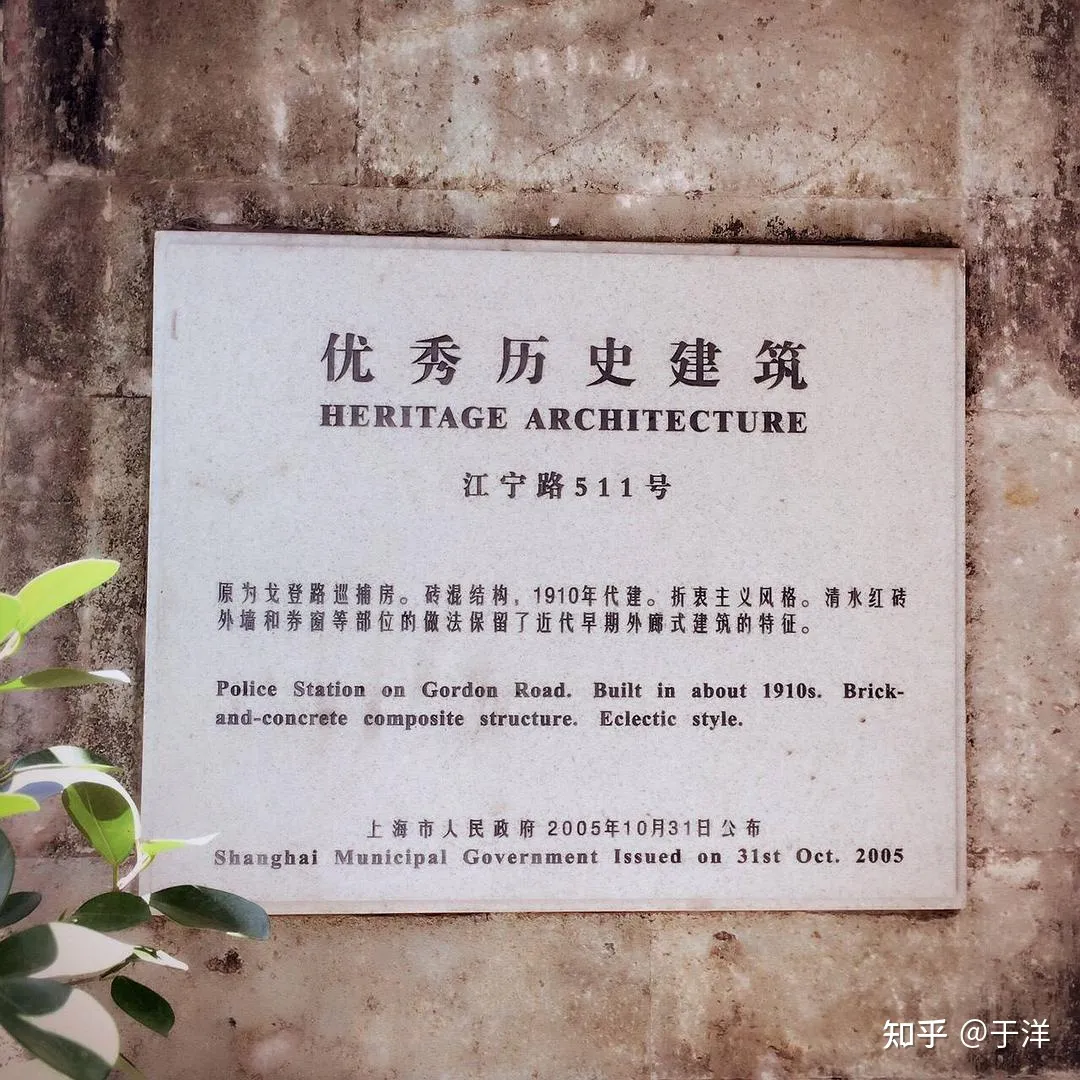 优秀历史建筑
HERITAGE ARCHITECTURE
江宁路511号
原为戈登路巡捕房。砖混结构，1910年代建。折衷主义风格。清水红砖
外墙和券窗等部位的做法保留了近代早期外廊式建筑的特征。
Police Station on Gordon Road. Built in about 1910s. Brick-
and-concrete composite structure. Eclectic style.
上海市人民政府 2005年10月31日公布
Shanghai Municipal Government Issued on 31st Oct. 2005
知乎 @于洋